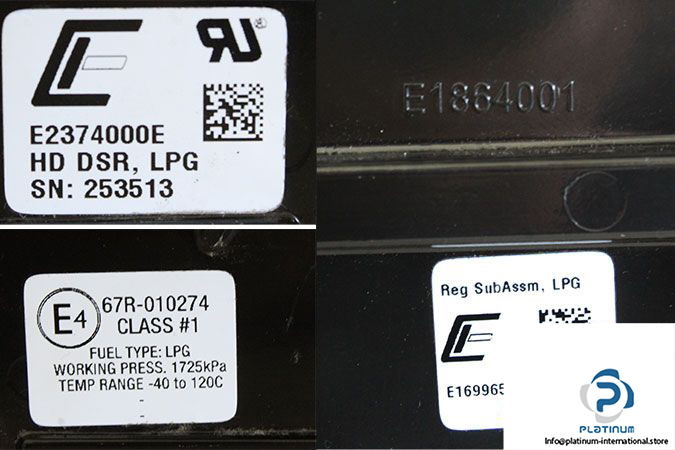 E2374000E
HD DSR, LPG
SN: 253513
E4
67R-010274
CLASS #1
FUEL TYPE: LPG
WORKING PRESS. 1725kPa
TEMP RANGE -40 to 120C
-
-
E1864001
Reg SubAssm, LPG
E169965
PLATINUM
info@platinum-international.store